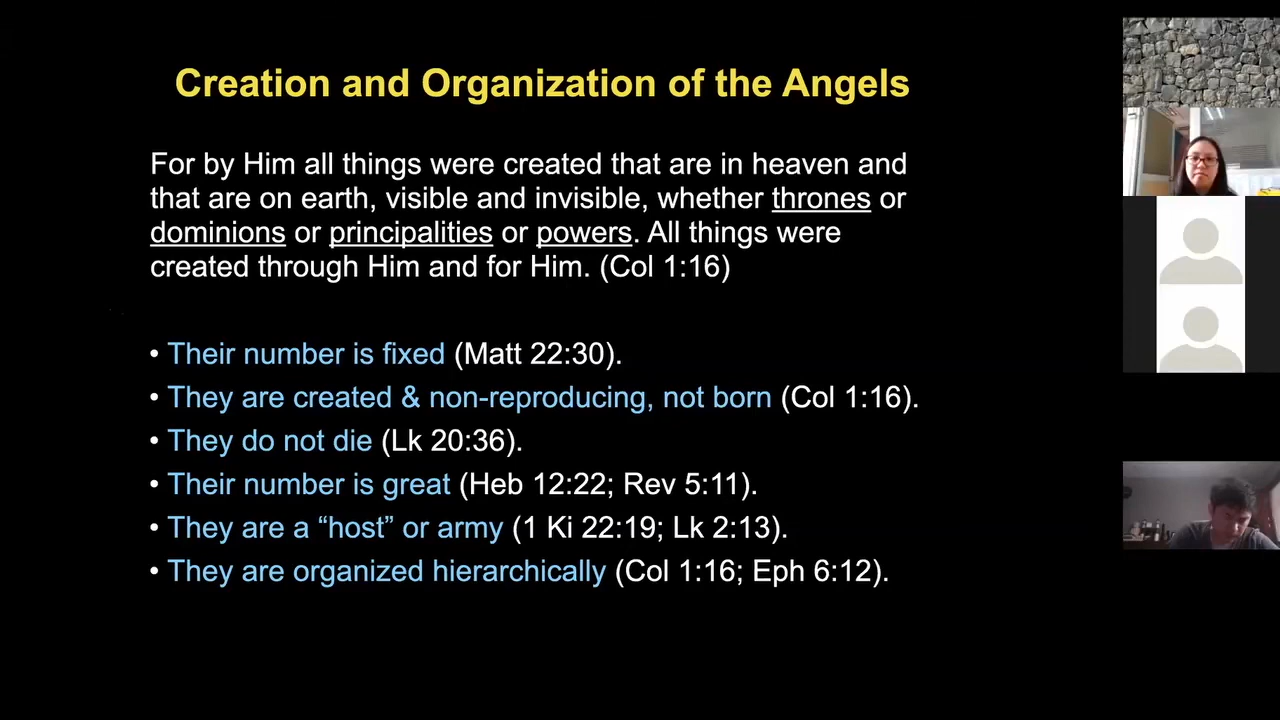 Creation and Organization of the Angels
For by Him all things were created that are in heaven and
that are on earth, visible and invisible, whether thrones or
dominions or principalities or powers. All things were
created through Him and for Him. (Col 1:16)
• Their number is fixed (Matt 22:30).
• They are created & non-reproducing, not born (Col 1:16).
• They do not die (Lk 20:36).
• Their number is great (Heb 12:22; Rev 5:11).
• They are a “host” or army (1 Ki 22:19; Lk 2:13).
• They are organized hierarchically (Col 1:16; Eph 6:12).